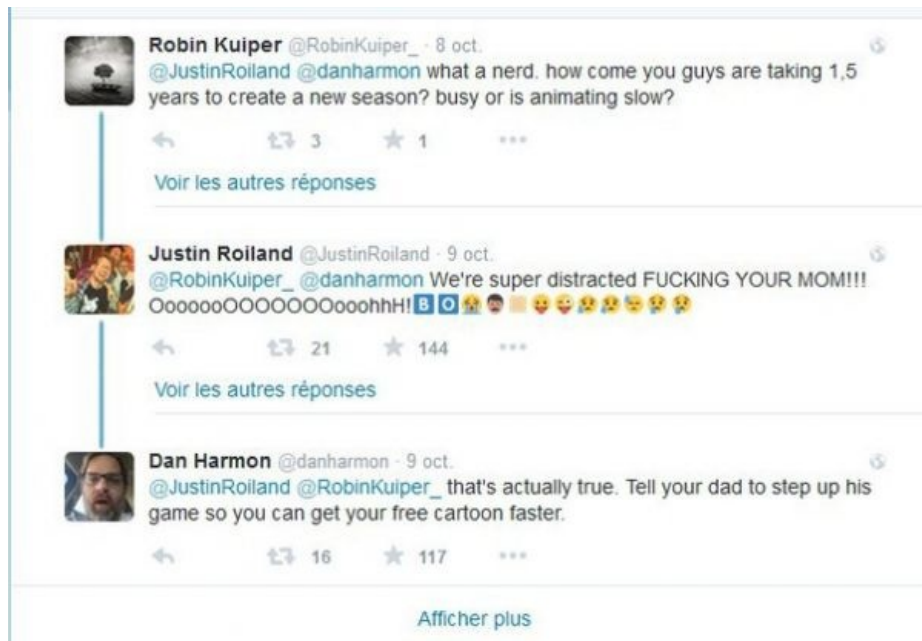 Robin Kuiper @RobinKuiper_ · 8 oct.
@JustinRoiland @danharmon what a nerd. how come you guys are taking 1,5
years to create a new season? busy or is animating slow?
3 1
Voir les autres réponses
Justin Roiland @JustinRoiland · 9 oct.
@RobinKuiper_ @danharmon We're super distracted FUCKING YOUR MOM!!!
OoooooOOOOOOOOooohhH! B O
21 144
Voir les autres réponses
Dan Harmon @danharmon · 9 oct.
@JustinRoiland @RobinKuiper_ that's actually true. Tell your dad to step up his
game so you can get your free cartoon faster.
16 117
Afficher plus